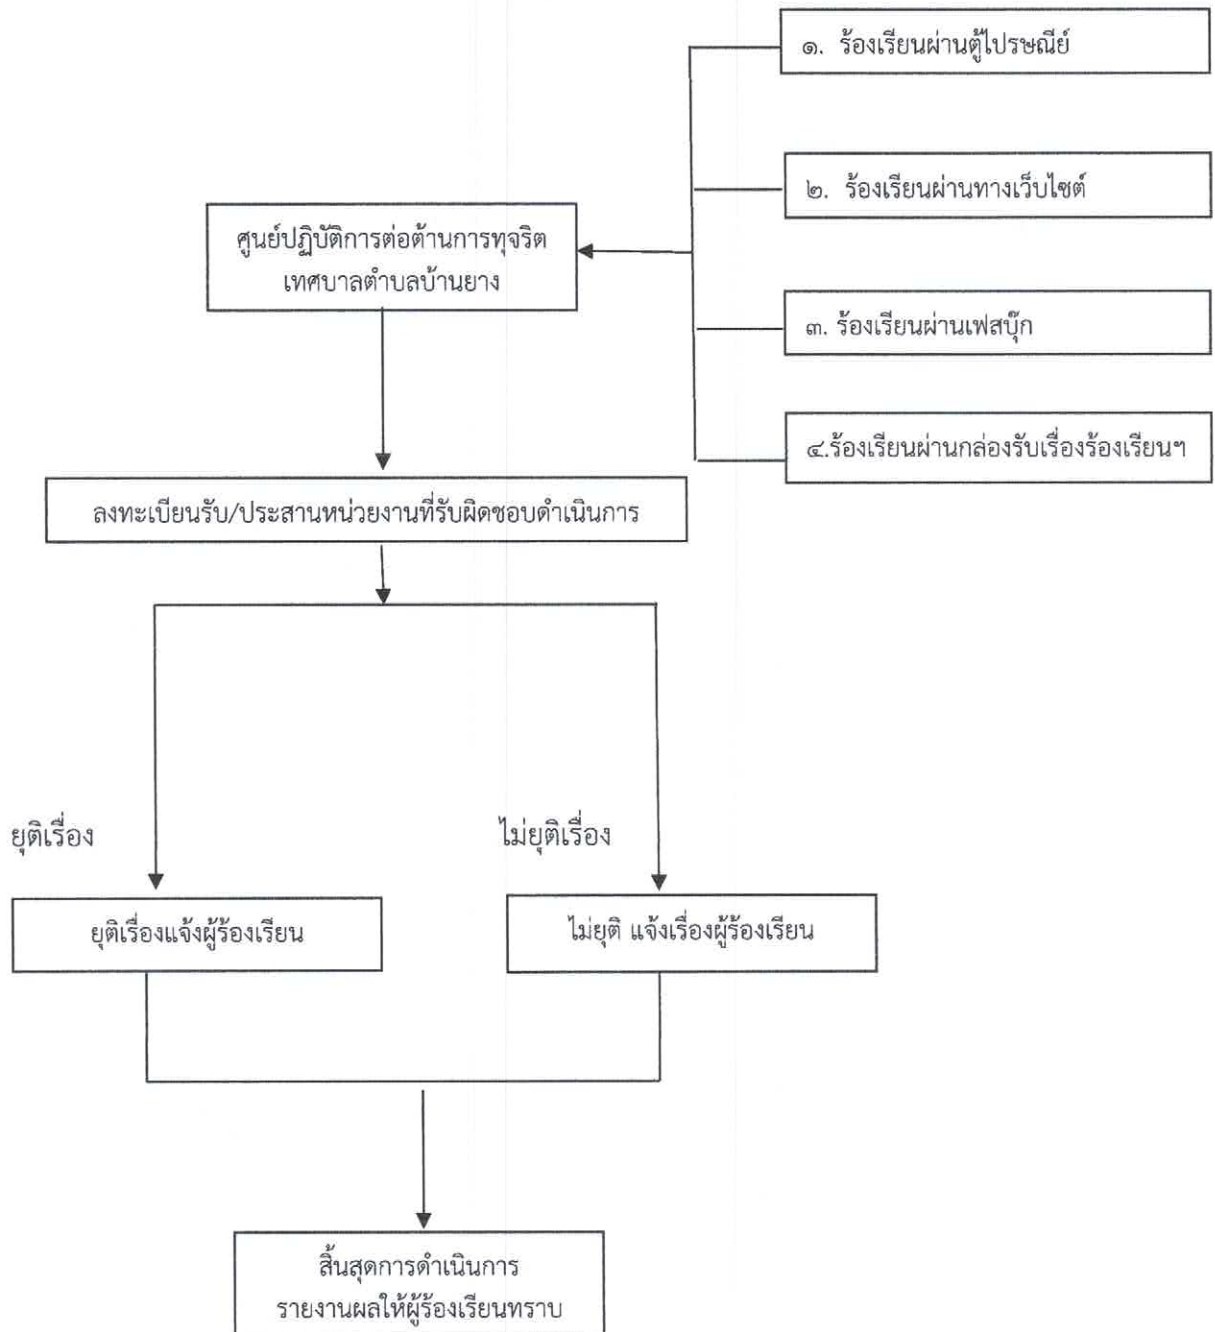 ๑. ร้องเรียนผ่านตู้ไปรษณีย์
๒. ร้องเรียนผ่านทางเว็บไซต์
ศูนย์ปฏิบัติการต่อต้านการทุจริต
เทศบาลตำบลบ้านยาง
๓. ร้องเรียนผ่านเฟสบุ๊ก
๔.ร้องเรียนผ่านกล่องรับเรื่องร้องเรียนฯ
ลงทะเบียนรับ/ประสานหน่วยงานที่รับผิดชอบดำเนินการ
ยุติเรื่อง
ไม่ยุติเรื่อง
ยุติเรื่องแจ้งผู้ร้องเรียน
ไม่ยุติ แจ้งเรื่องผู้ร้องเรียน
สิ้นสุดการดำเนินการ
รายงานผลให้ผู้ร้องเรียนทราบ